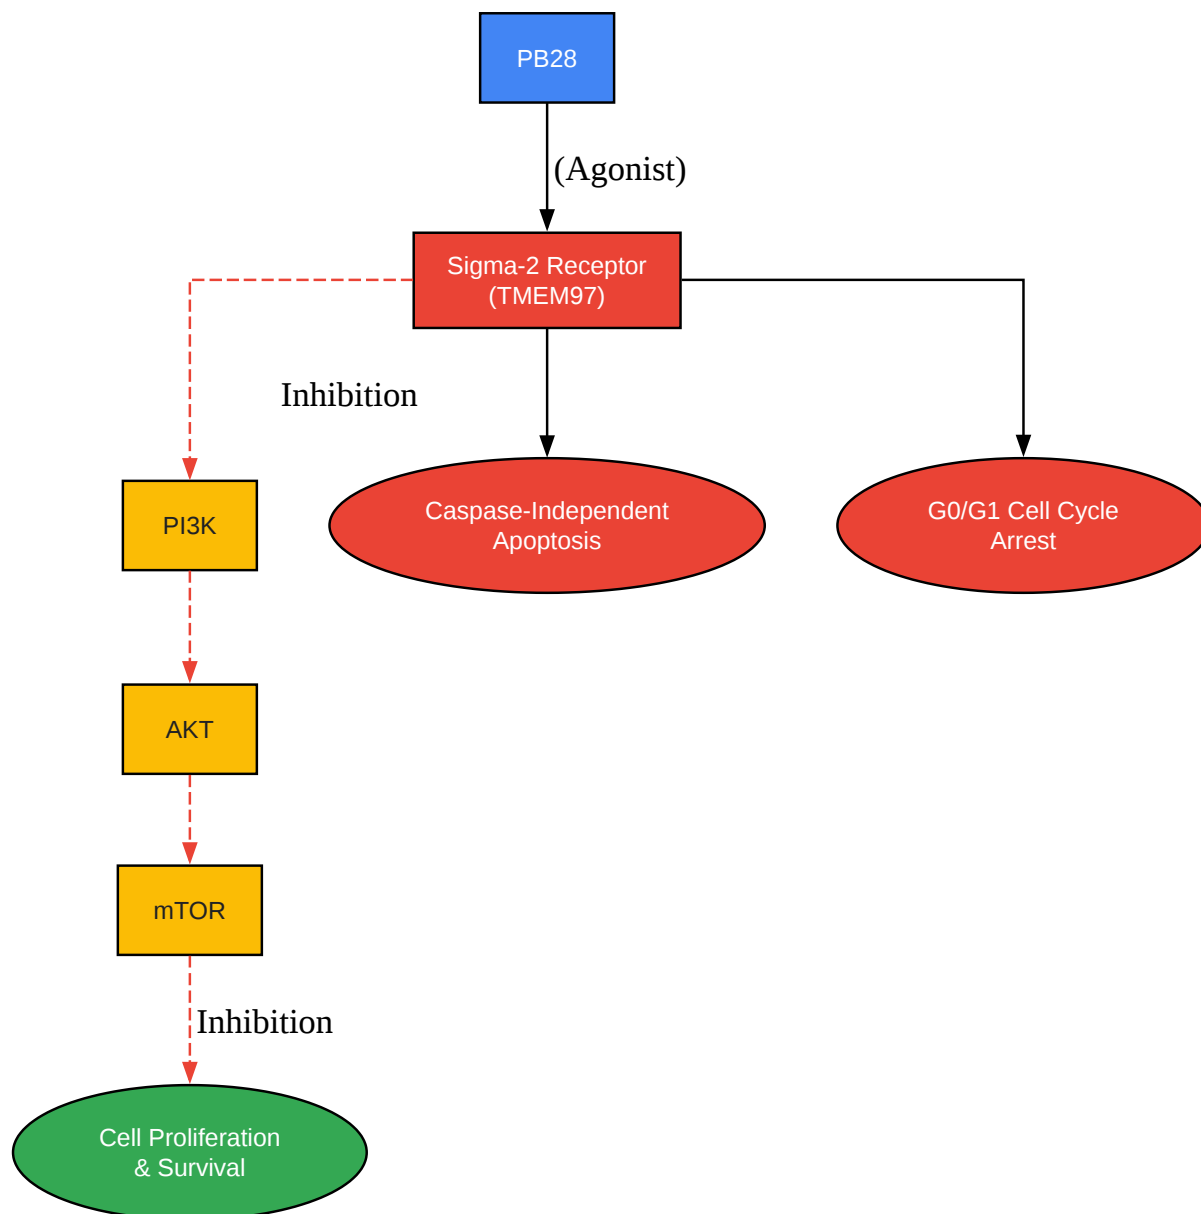 PB28
(Agonist)
Sigma-2 Receptor
(TMEM97)
Inhibition
PI3K
Caspase-Independent
Apoptosis
G0/G1 Cell Cycle
Arrest
AKT
mTOR
Inhibition
Cell Proliferation
& Survival